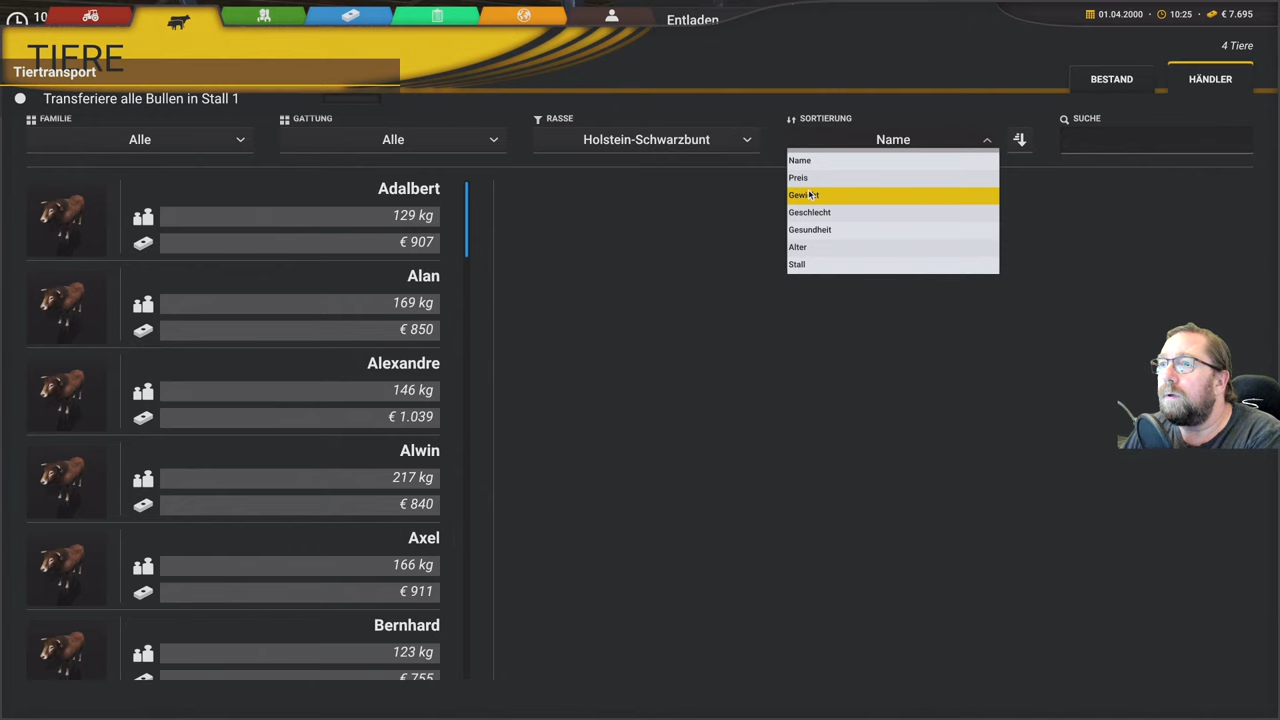 10
Entladen
01.04.2000
10:25
€ 7.695
TIERE
4 Tiere
Tiertransport
BESTAND
HÄNDLER
Transferiere alle Bullen in Stall 1
FAMILIE
GATTUNG
RASSE
SORTIERUNG
SUCHE
Alle
Alle
Holstein-Schwarzbunt
Name
Name
Preis
Gewicht
Geschlecht
Gesundheit
Alter
Stall
Adalbert
129 kg
€ 907
Alan
169 kg
€ 850
Alexandre
146 kg
€ 1.039
Alwin
217 kg
€ 840
Axel
166 kg
€ 911
Bernhard
123 kg
€ 755